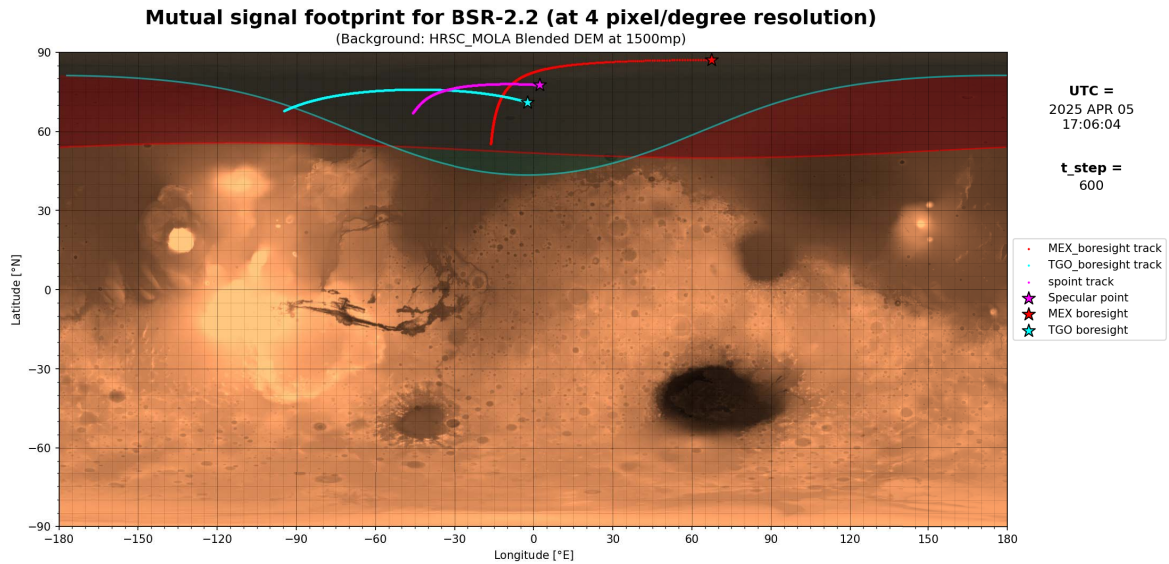 Mutual signal footprint for BSR-2.2 (at 4 pixel/degree resolution)
(Background: HRSC_MOLA Blended DEM at 1500mp)
90
60
30
0
−30
−60
−90
Latitude [°N]
−180
−150
−120
−90
−60
−30
0
30
60
90
120
150
180
Longitude [°E]
UTC =
2025 APR 05
17:06:04
t_step =
600
MEX_boresight track
TGO_boresight track
spoint track
Specular point
MEX boresight
TGO boresight